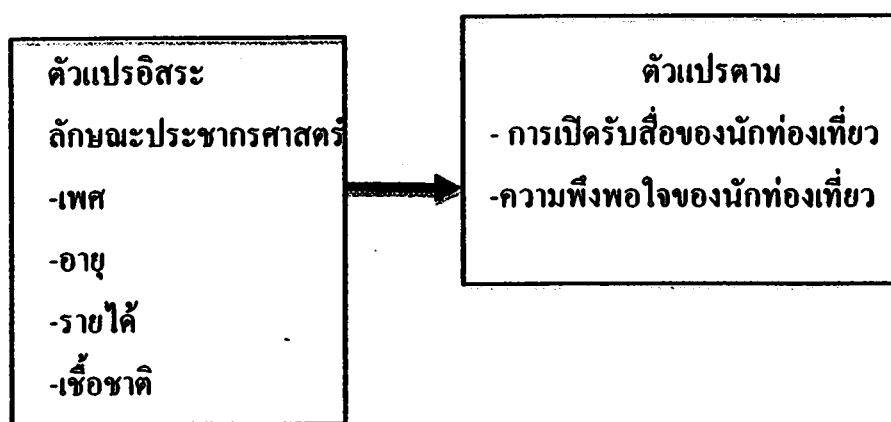 ตัวแปรอิสระ
ลักษณะประชากรศาสตร์
-เพศ
-อายุ
-รายได้
-เชื้อชาติ
ตัวแปรตาม
- การเปิดรับสื่อของนักท่องเที่ยว
-ความพึงพอใจของนักท่องเที่ยว